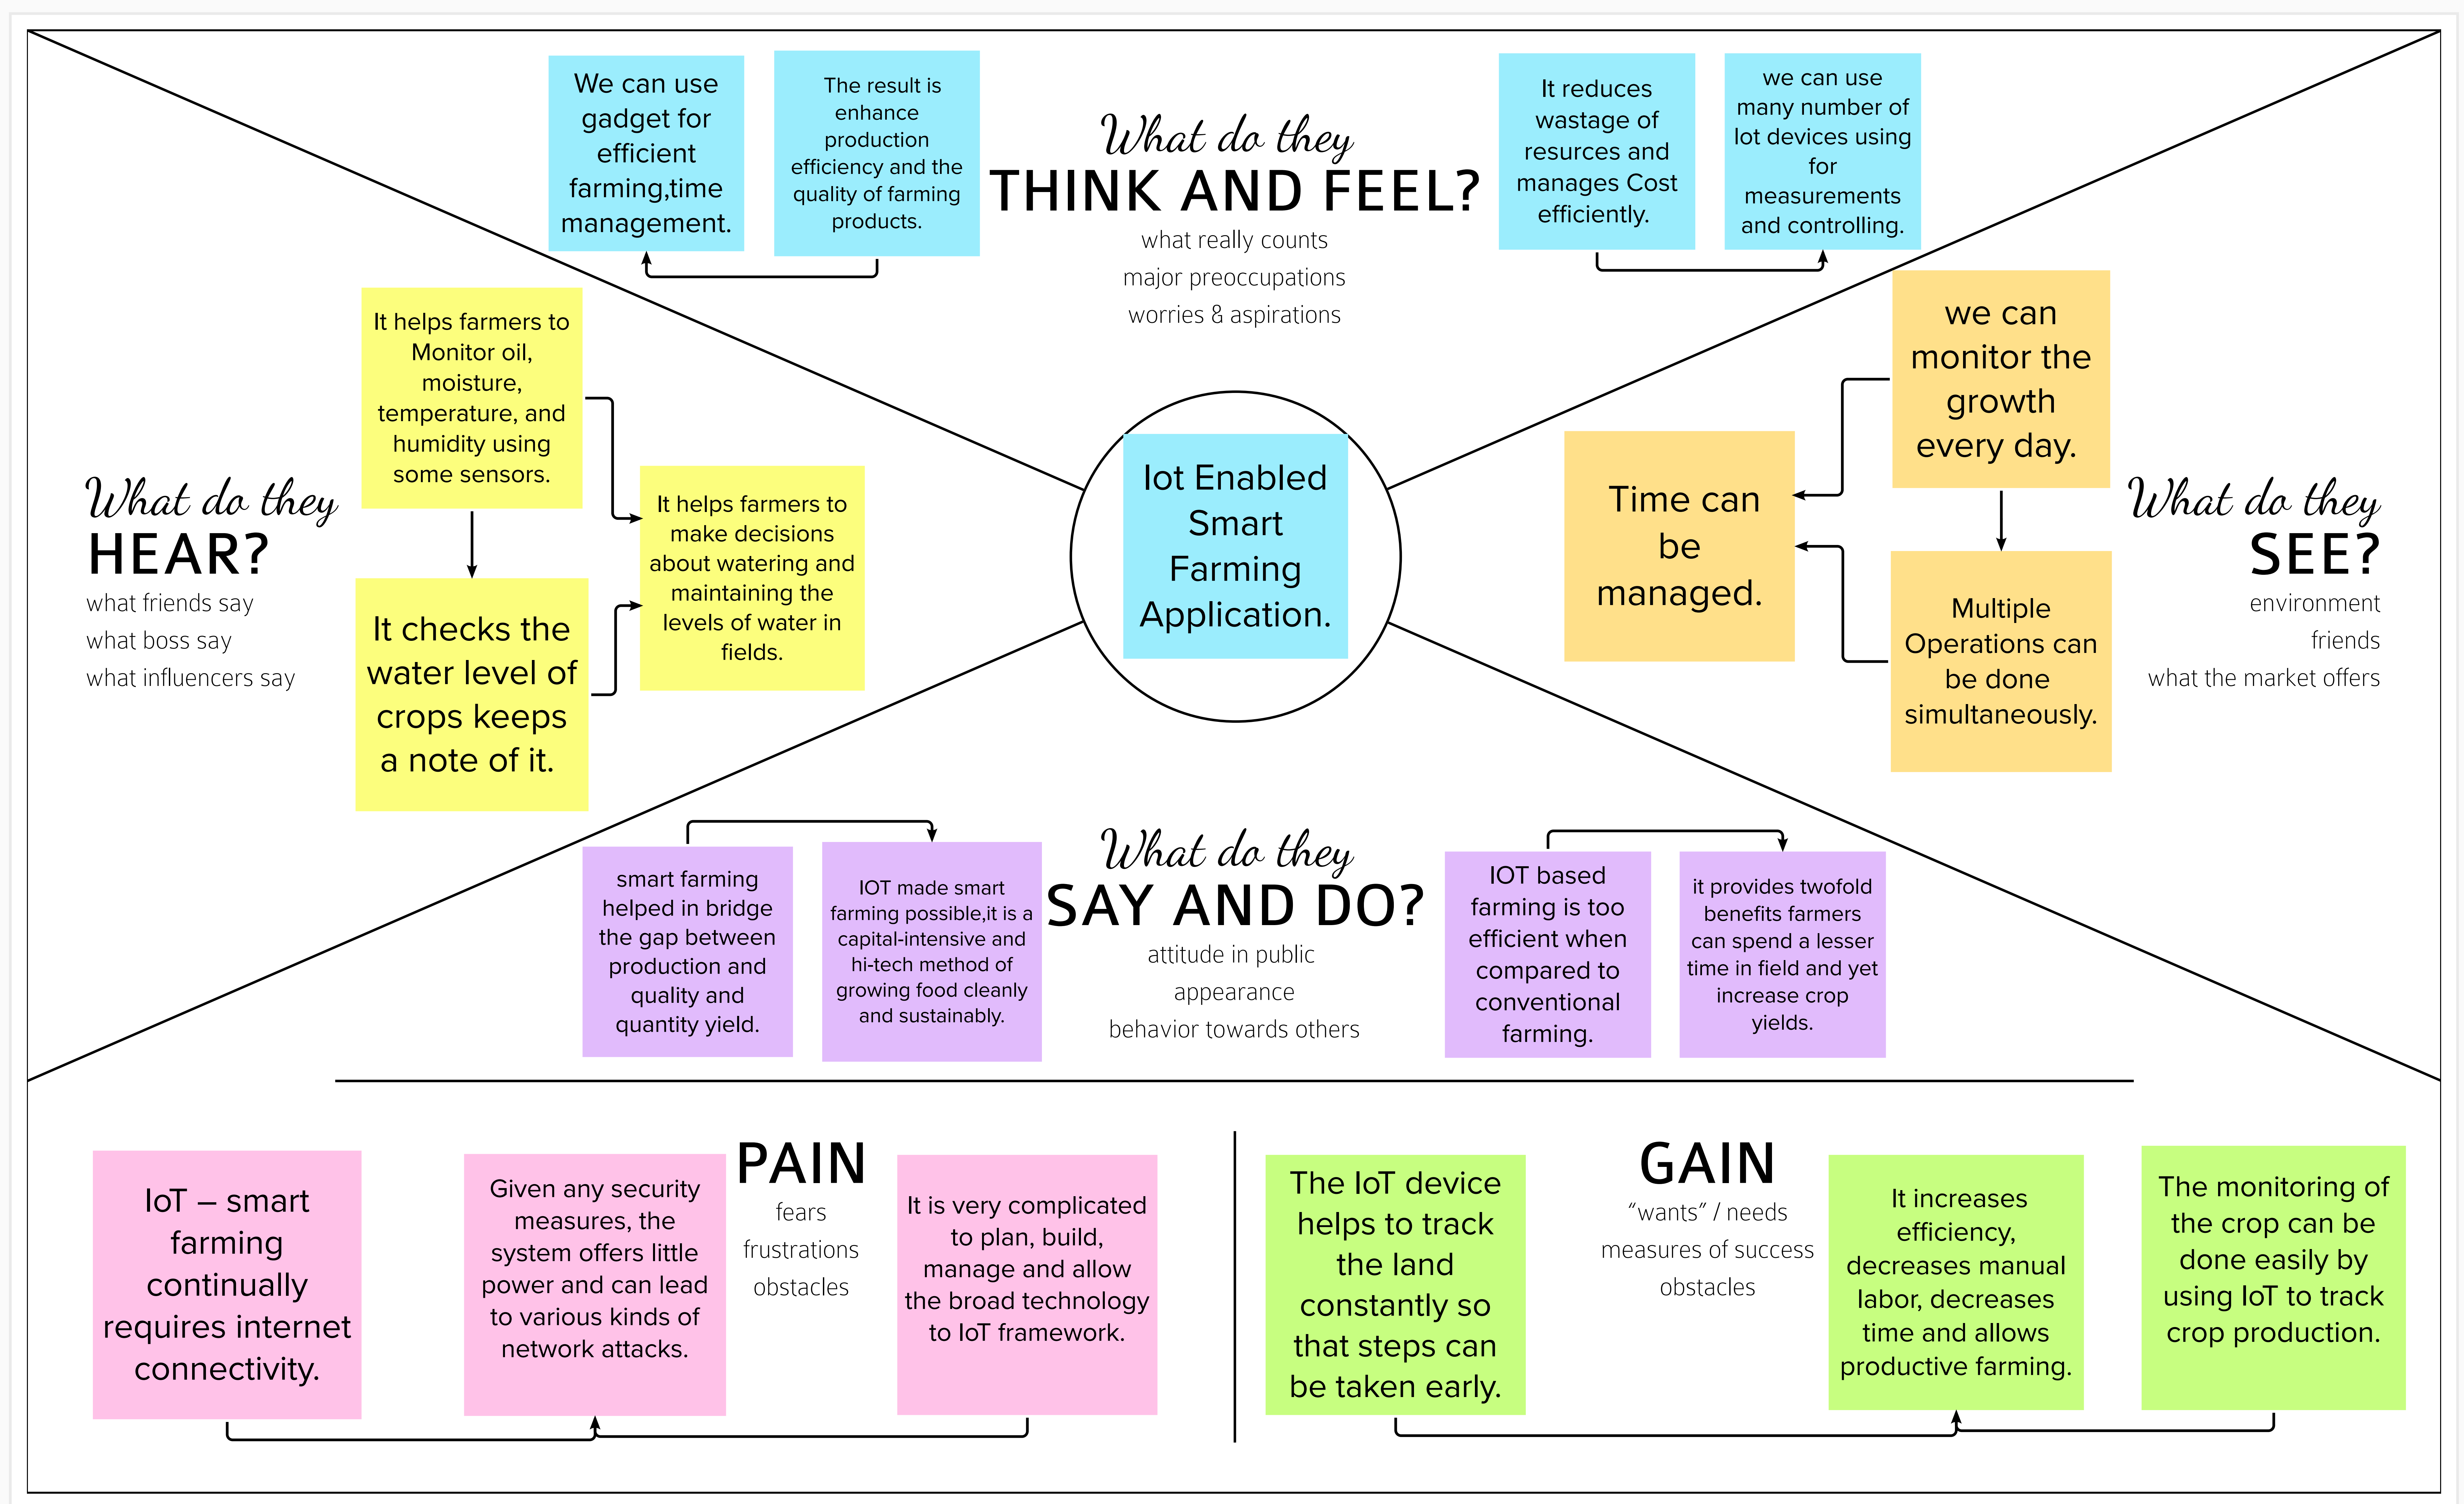 We can use
gadget for
efficient
farming,time
management.
The result is
enhance
production
efficiency and the
quality of farming
products.
What do they
THINK AND FEEL?
what really counts
major preoccupations
worries & aspirations
It reduces
wastage of
resurces and
manages Cost
efficiently.
we can use
many number of
Iot devices using
for
measurements
and controlling.
What do they
HEAR?
what friends say
what boss say
what influencers say
It helps farmers to
Monitor oil,
moisture,
temperature, and
humidity using
some sensors.
It checks the
water level of
crops keeps
a note of it.
It helps farmers to
make decisions
about watering and
maintaining the
levels of water in
fields.
Iot Enabled
Smart
Farming
Application.
Time can
be
managed.
we can
monitor the
growth
every day.
Multiple
Operations can
be done
simultaneously.
What do they
SEE?
environment
friends
what the market offers
smart farming
helped in bridge
the gap between
production and
quality and
quantity yield.
IOT made smart
farming possible,it is a
capital-intensive and
hi-tech method of
growing food cleanly
and sustainably.
What do they
SAY AND DO?
attitude in public
appearance
behavior towards others
IOT based
farming is too
efficient when
compared to
conventional
farming.
it provides twofold
benefits farmers
can spend a lesser
time in field and yet
increase crop
yields.
IoT – smart
farming
continually
requires internet
connectivity.
Given any security
measures, the
system offers little
power and can lead
to various kinds of
network attacks.
PAIN
fears
frustrations
obstacles
It is very complicated
to plan, build,
manage and allow
the broad technology
to IoT framework.
The IoT device
helps to track
the land
constantly so
that steps can
be taken early.
GAIN
“wants” / needs
measures of success
obstacles
It increases
efficiency,
decreases manual
labor, decreases
time and allows
productive farming.
The monitoring of
the crop can be
done easily by
using IoT to track
crop production.